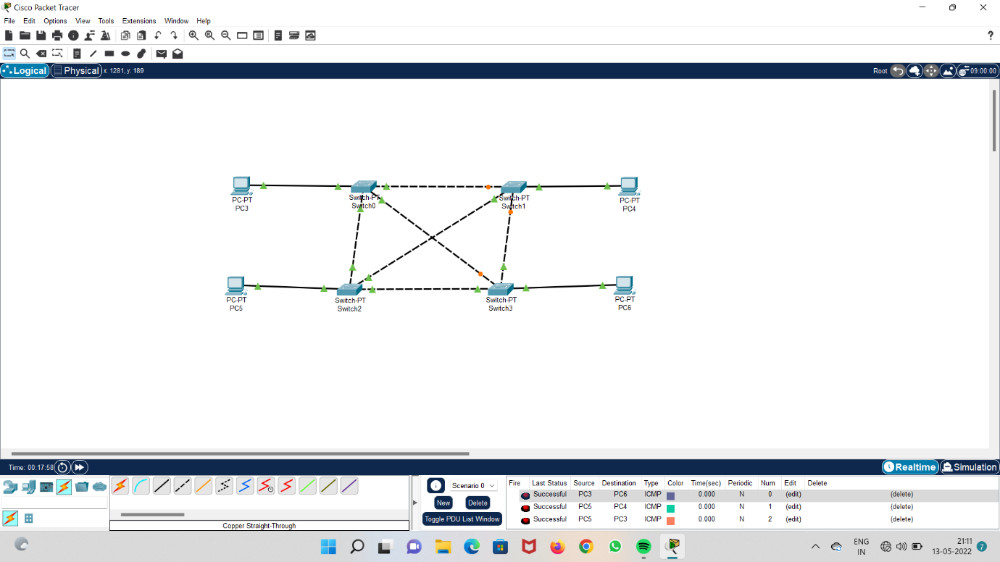 Cisco Packet Tracer
File Edit Options View Tools Extensions Window Help
Logical Physical x: 1281, y: 189 Root 09:00:00
PC-PT
PC3
Switch-PT
Switch0
Switch-PT
Switch1
PC-PT
PC4
PC-PT
PC5
Switch-PT
Switch2
Switch-PT
Switch3
PC-PT
PC6
Time: 00:17:58 Realtime Simulation
Scenario 0
New Delete
Toggle PDU List Window
Copper Straight-Through
Fire Last Status Source Destination Type Color Time(sec) Periodic Num Edit Delete
Successful PC3 PC6 ICMP 0.000 N 0 (edit) (delete)
Successful PC5 PC4 ICMP 0.000 N 1 (edit) (delete)
Successful PC5 PC3 ICMP 0.000 N 2 (edit) (delete)
ENG
IN
21:11
13-05-2022
7